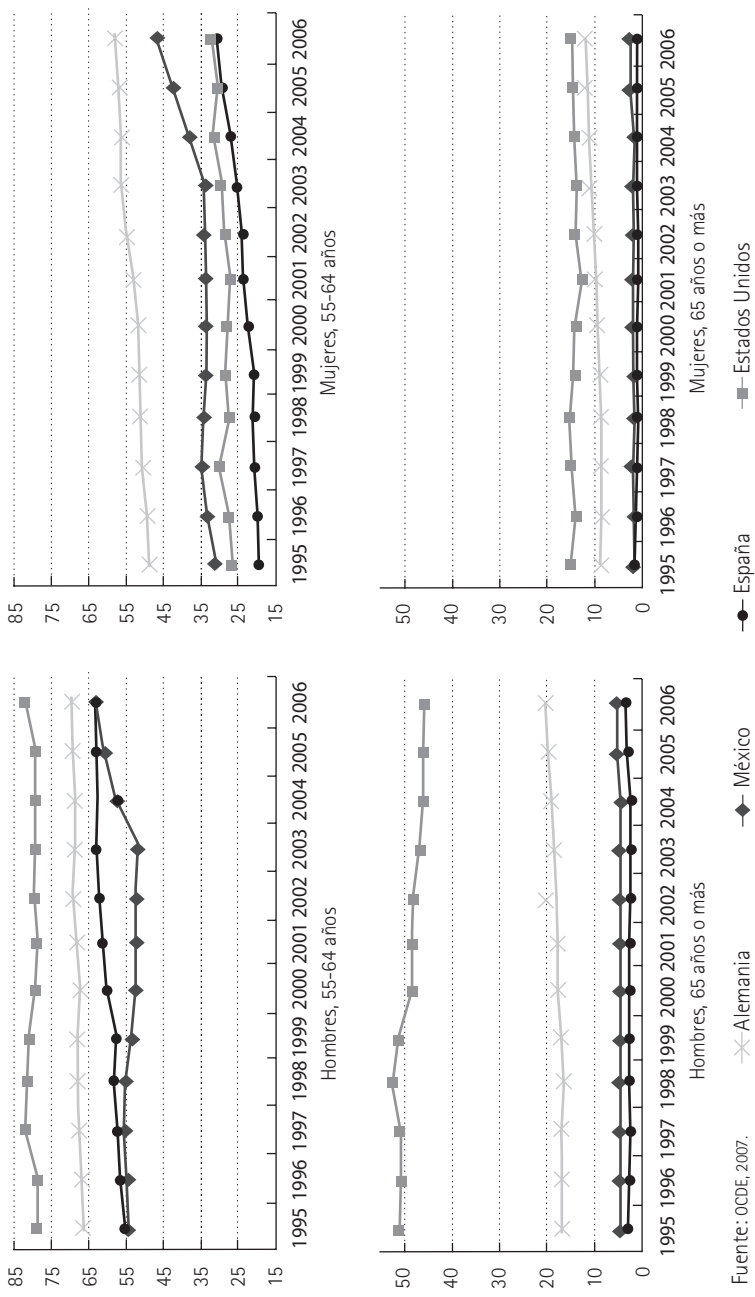 85
75
65
55
45
35
25
15
1995 1996 1997 1998 1999 2000 2001 2002 2003 2004 2005 2006
Hombres, 55-64 años
85
75
65
55
45
35
25
15
1995 1996 1997 1998 1999 2000 2001 2002 2003 2004 2005 2006
Mujeres, 55-64 años
50
40
30
20
10
0
1995 1996 1997 1998 1999 2000 2001 2002 2003 2004 2005 2006
Hombres, 65 años o más
50
40
30
20
10
0
1995 1996 1997 1998 1999 2000 2001 2002 2003 2004 2005 2006
Mujeres, 65 años o más
Alemania México España Estados Unidos
Fuente: OCDE, 2007.